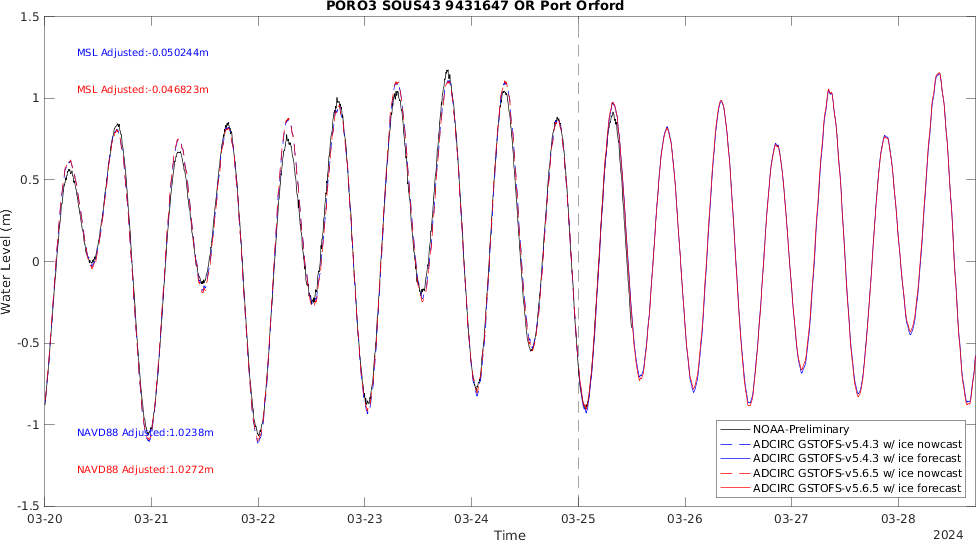 PORO3 SOUS43 9431647 OR Port Orford
1.5
MSL Adjusted:-0.050244m
MSL Adjusted:-0.046823m
1
0.5
Water Level (m)
0
-0.5
-1
NAVD88 Adjusted:1.0238m
NAVD88 Adjusted:1.0272m
NOAA-Preliminary
ADCIRC GSTOFS-v5.4.3 w/ ice nowcast
ADCIRC GSTOFS-v5.4.3 w/ ice forecast
ADCIRC GSTOFS-v5.6.5 w/ ice nowcast
ADCIRC GSTOFS-v5.6.5 w/ ice forecast
-1.5
03-20 03-21 03-22 03-23 03-24 03-25 03-26 03-27 03-28
Time
2024